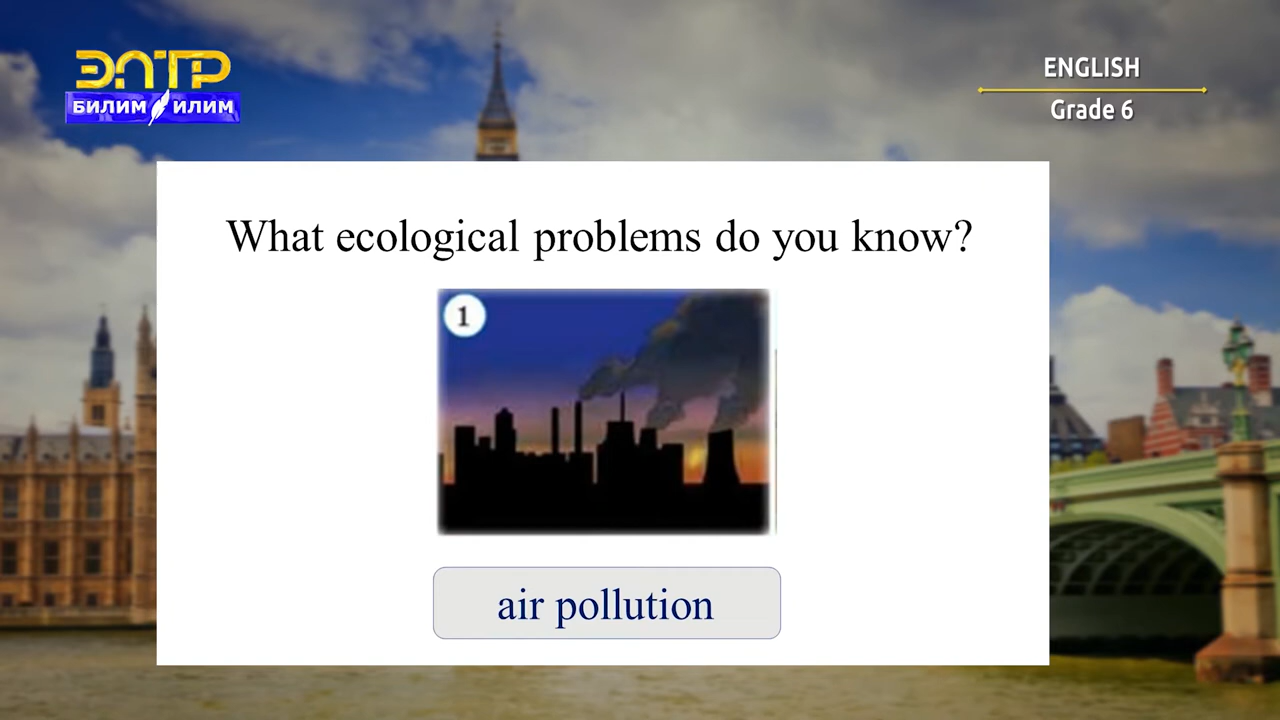 ЭЛТР
БИЛИМ ИЛИМ
ENGLISH
Grade 6
What ecological problems do you know?
1
air pollution